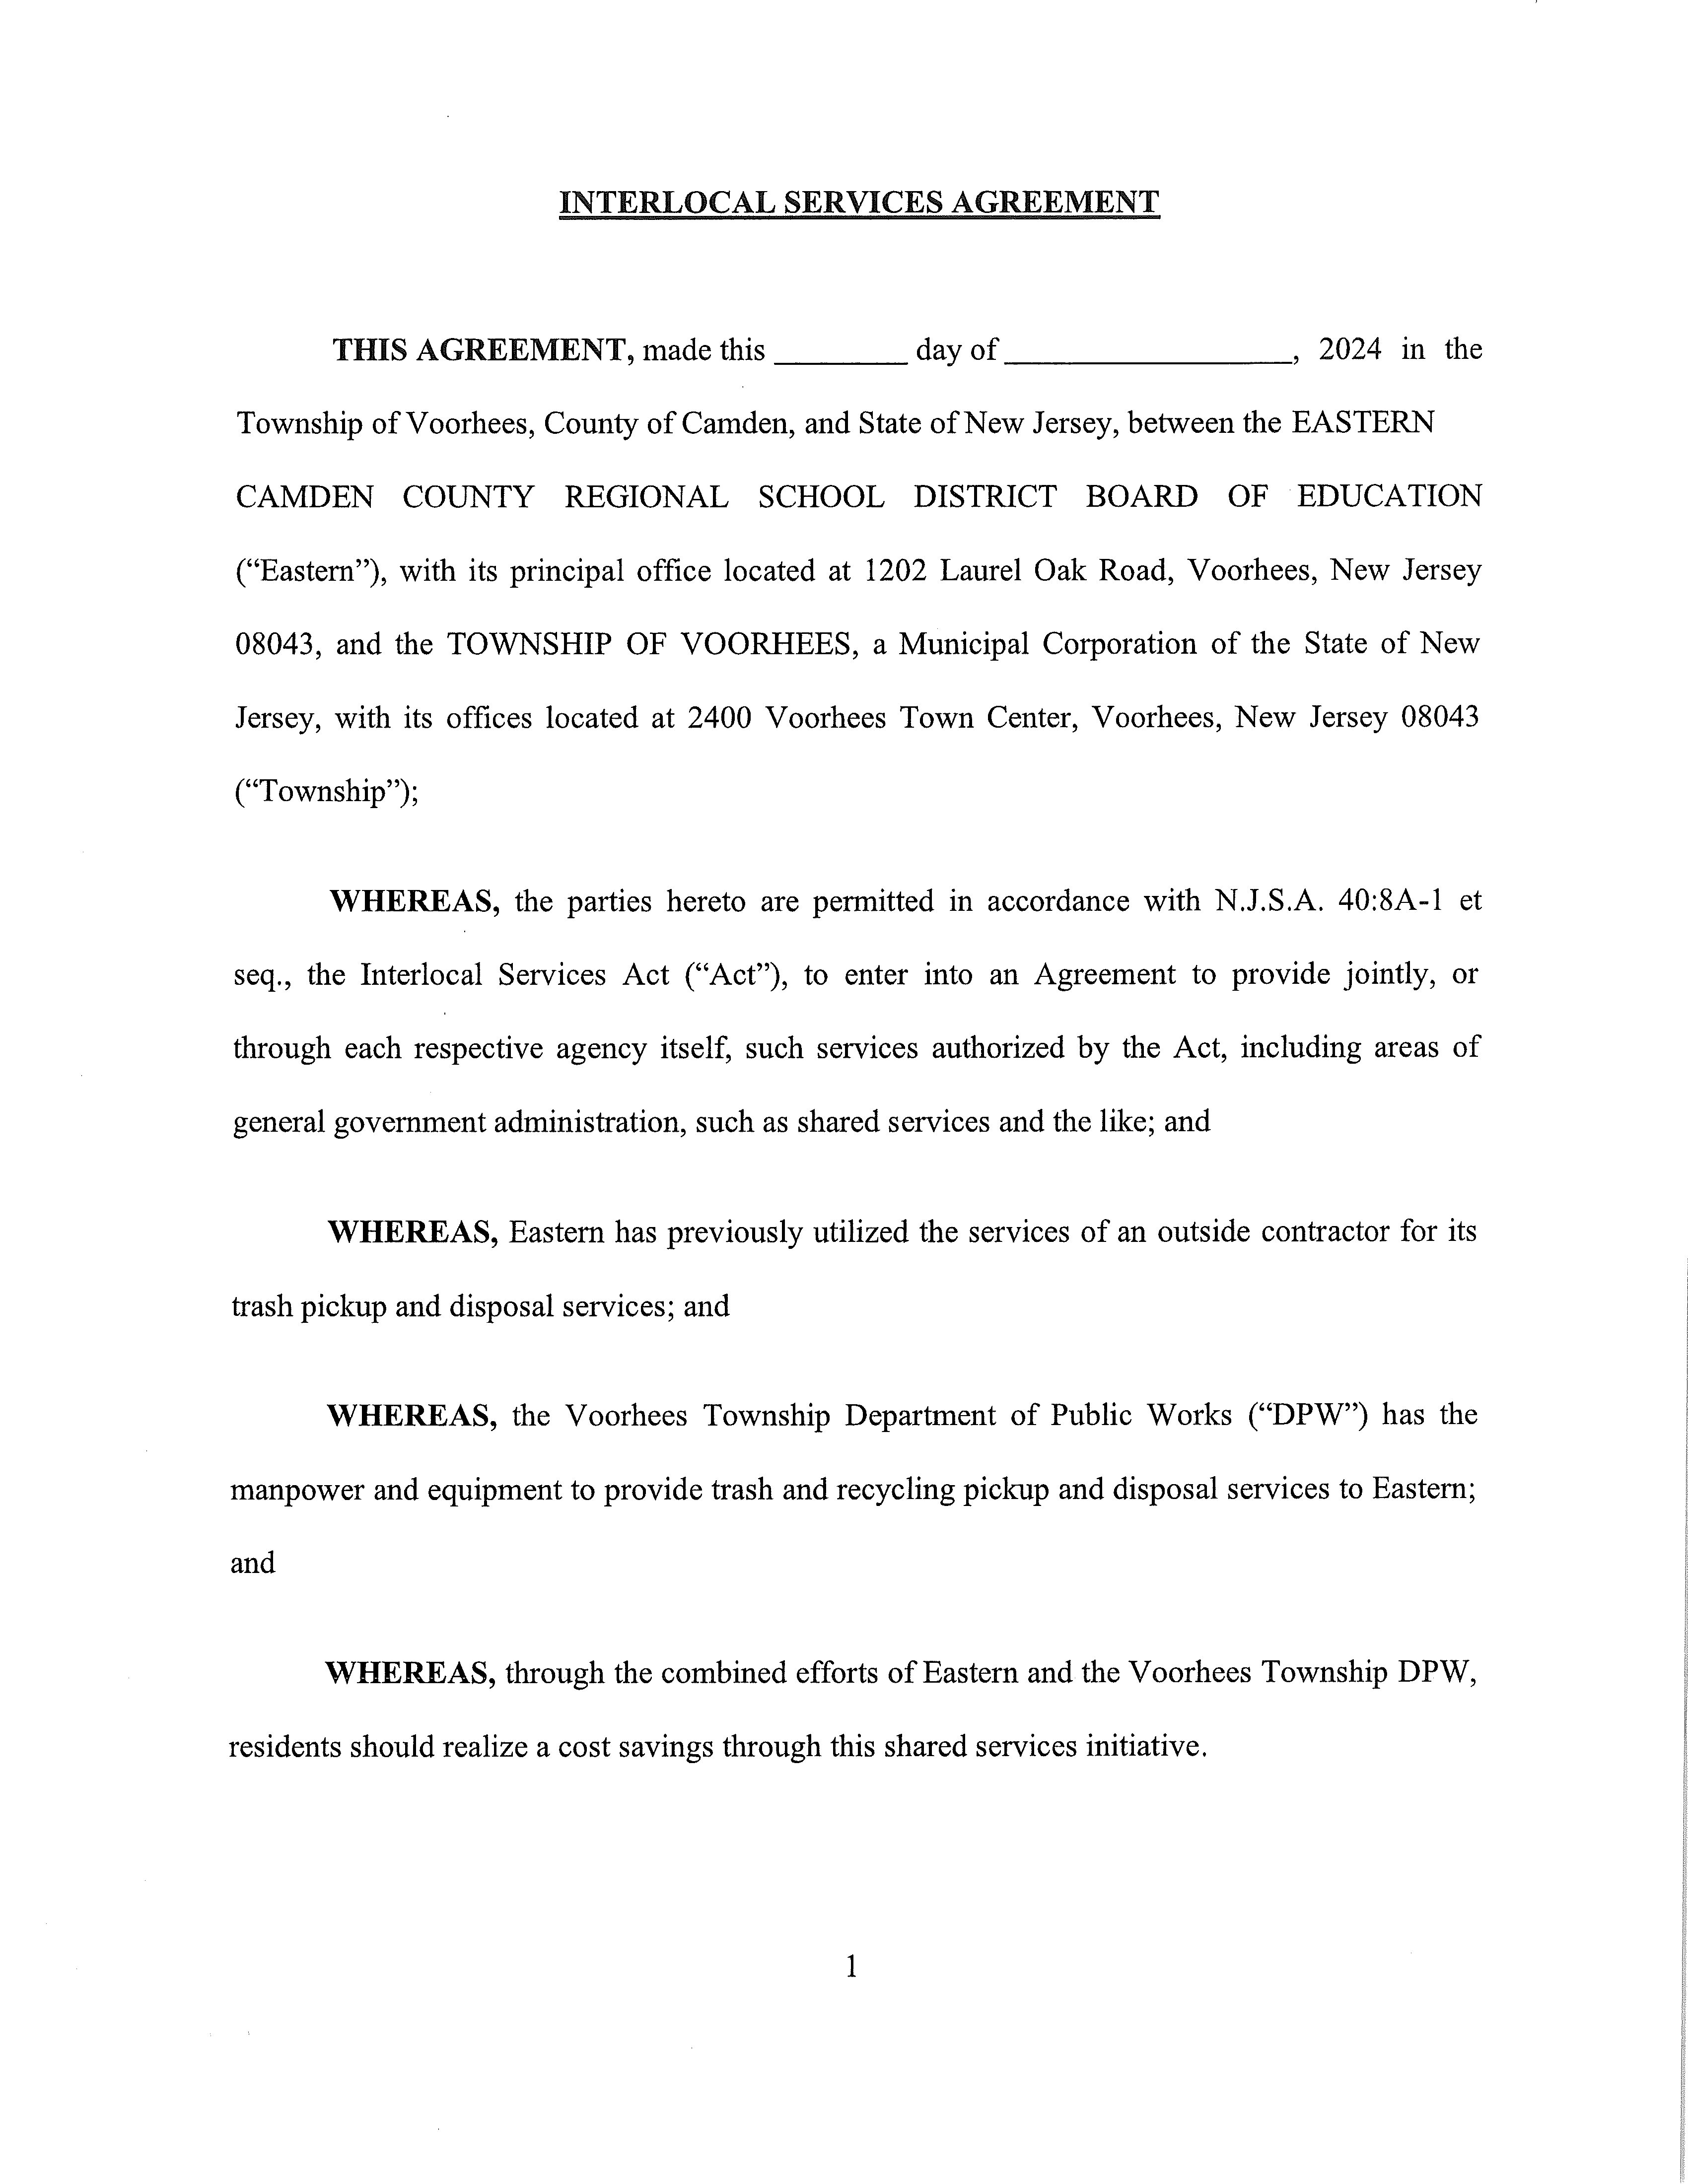 INTERLOCAL SERVICES AGREEMENT
THIS AGREEMENT, made this ________ day of _________________, 2024 in the
Township of Voorhees, County of Camden, and State of New Jersey, between the EASTERN
CAMDEN COUNTY REGIONAL SCHOOL DISTRICT BOARD OF EDUCATION
(“Eastern”), with its principal office located at 1202 Laurel Oak Road, Voorhees, New Jersey
08043, and the TOWNSHIP OF VOORHEES, a Municipal Corporation of the State of New
Jersey, with its offices located at 2400 Voorhees Town Center, Voorhees, New Jersey 08043
(“Township”);
WHEREAS, the parties hereto are permitted in accordance with N.J.S.A. 40:8A-1 et
seq., the Interlocal Services Act (“Act”), to enter into an Agreement to provide jointly, or
through each respective agency itself, such services authorized by the Act, including areas of
general government administration, such as shared services and the like; and
WHEREAS, Eastern has previously utilized the services of an outside contractor for its
trash pickup and disposal services; and
WHEREAS, the Voorhees Township Department of Public Works (“DPW”) has the
manpower and equipment to provide trash and recycling pickup and disposal services to Eastern;
and
WHEREAS, through the combined efforts of Eastern and the Voorhees Township DPW,
residents should realize a cost savings through this shared services initiative.
1